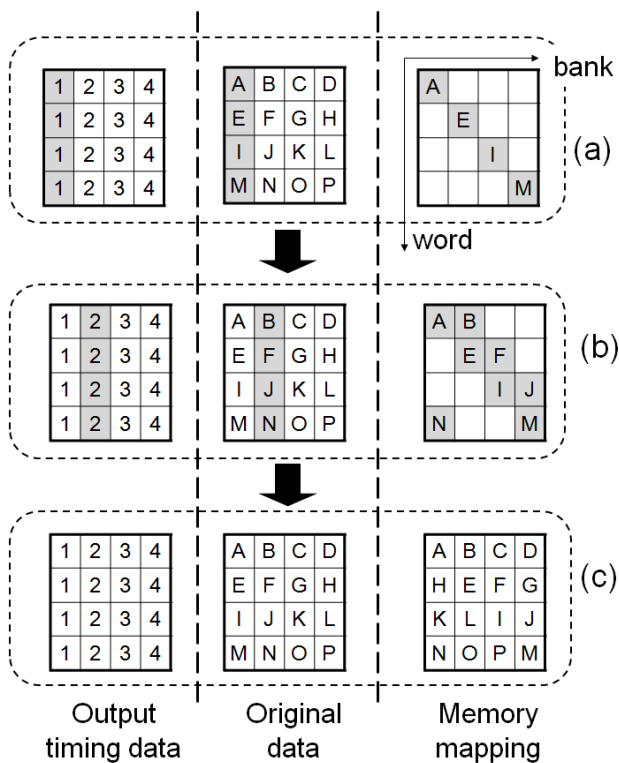 bank
1 2 3 4 A B C D A
1 2 3 4 E F G H E
1 2 3 4 I J K L I
1 2 3 4 M N O P M
(a)
word
1 2 3 4 A B C D A B
1 2 3 4 E F G H E F
1 2 3 4 I J K L I J
1 2 3 4 M N O P N M
(b)
1 2 3 4 A B C D A B C D
1 2 3 4 E F G H H E F G
1 2 3 4 I J K L K L I J
1 2 3 4 M N O P N O P M
(c)
Output
timing data
Original
data
Memory
mapping